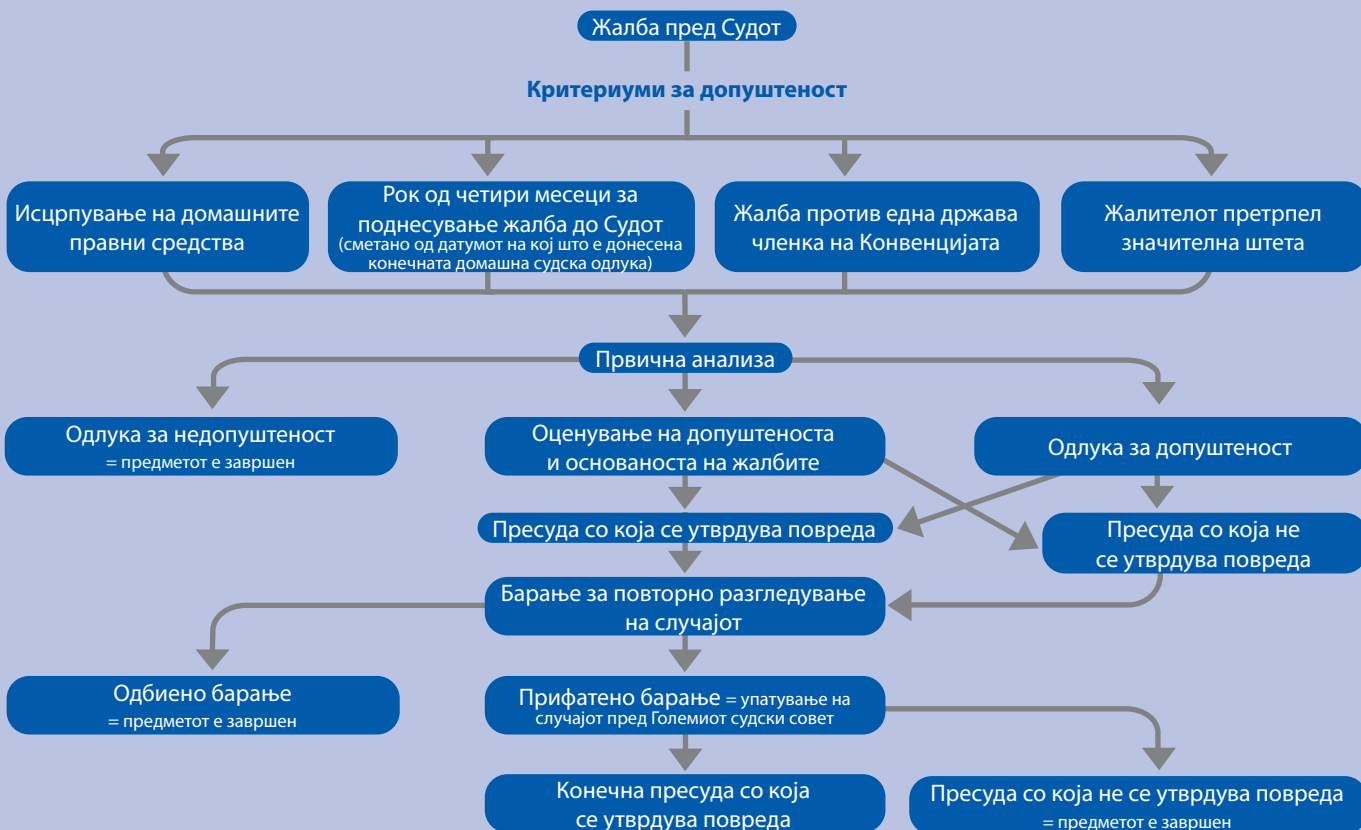 Жалба пред Судот
Критериуми за допуштеност
Исцрпување на домашните
правни средства
Рок од четири месеци за
поднесување жалба до Судот
(сметано од датумот на кој што е донесена
конечната домашна судска одлука)
Жалба против една држава
членка на Конвенцијата
Жалителот претрпел
значителна штета
Првична анализа
Одлука за недопуштеност
= предметот е завршен
Оценување на допуштеноста
и основаноста на жалбите
Одлука за допуштеност
Пресуда со која се утврдува повреда
Пресуда со која не
се утврдува повреда
Барање за повторно разгледување
на случајот
Одбиено барање
= предметот е завршен
Прифатено барање = упатување на
случајот пред Големиот судски совет
Конечна пресуда со која
се утврдува повреда
Пресуда со која не се утврдува повреда
= предметот е завршен